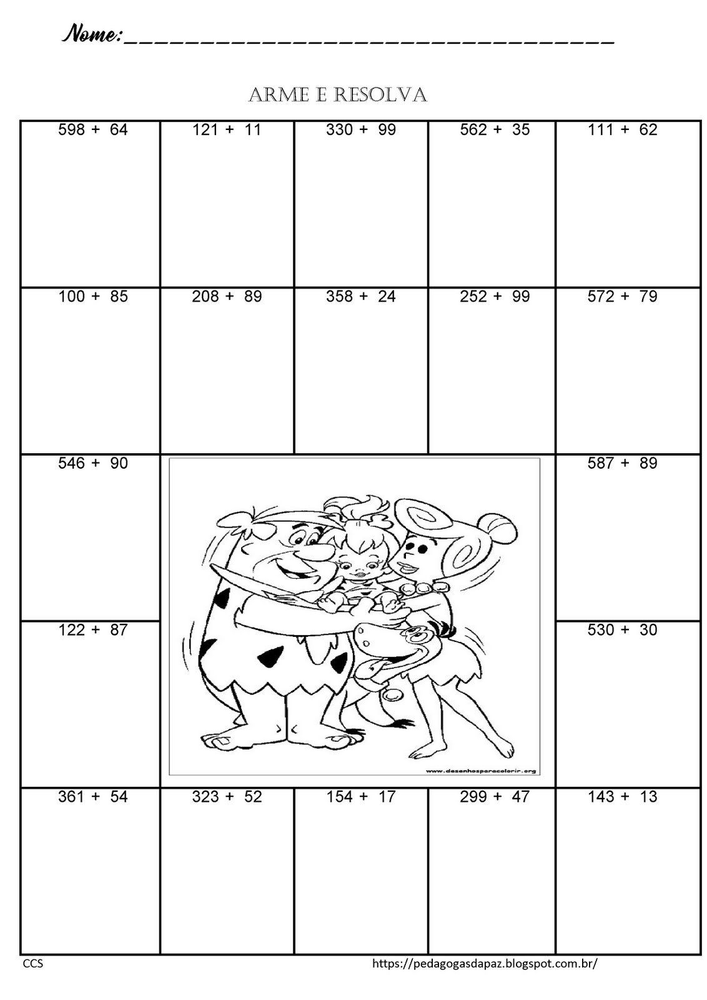 Nome:_________________________________
ARME E RESOLVA
598 + 64
121 + 11
330 + 99
562 + 35
111 + 62
100 + 85
208 + 89
358 + 24
252 + 99
572 + 79
546 + 90
587 + 89
122 + 87
530 + 30
www.desenhosparacolorir.org
361 + 54
323 + 52
154 + 17
299 + 47
143 + 13
CCS
https://pedagogasdapaz.blogspot.com.br/